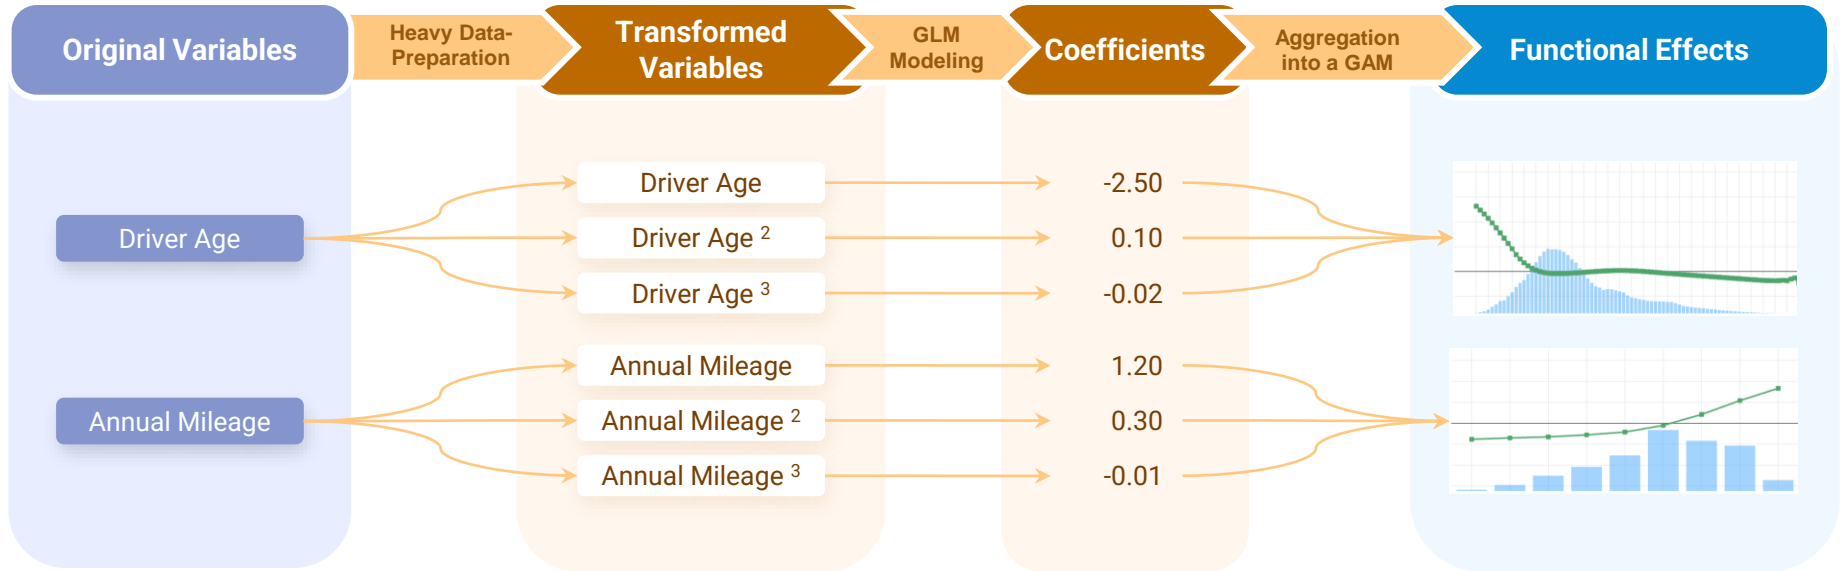 Original Variables
Heavy Data-
Preparation
Transformed
Variables
GLM
Modeling
Coefficients
Aggregation
into a GAM
Functional Effects
Driver Age
Driver Age
-2.50
Driver Age ²
0.10
Driver Age ³
-0.02
Annual Mileage
Annual Mileage
1.20
Annual Mileage ²
0.30
Annual Mileage ³
-0.01